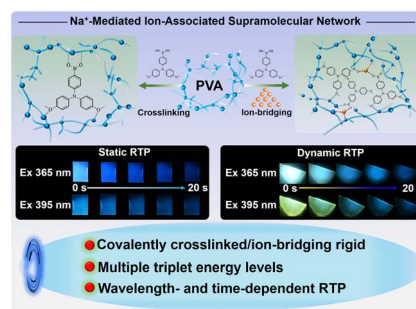 Na⁺-Mediated Ion-Associated Supramolecular Network
Crosslinking
PVA
Ion-bridging
Static RTP
Dynamic RTP
Ex 365 nm
0 s
20 s
Ex 395 nm
Ex 365 nm
0 s
20
Ex 395 nm
Covalently crosslinked/ion-bridging rigid
Multiple triplet energy levels
Wavelength- and time-dependent RTP